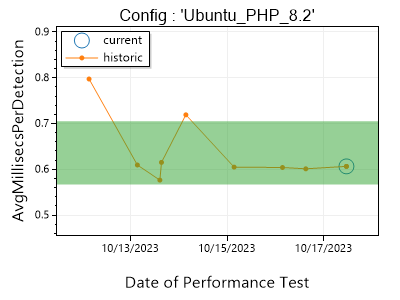 Config : 'Ubuntu_PHP_8.2'
current
historic
AvgMillisecsPerDetection
0.9
0.8
0.7
0.6
0.5
10/13/2023
10/15/2023
10/17/2023
Date of Performance Test